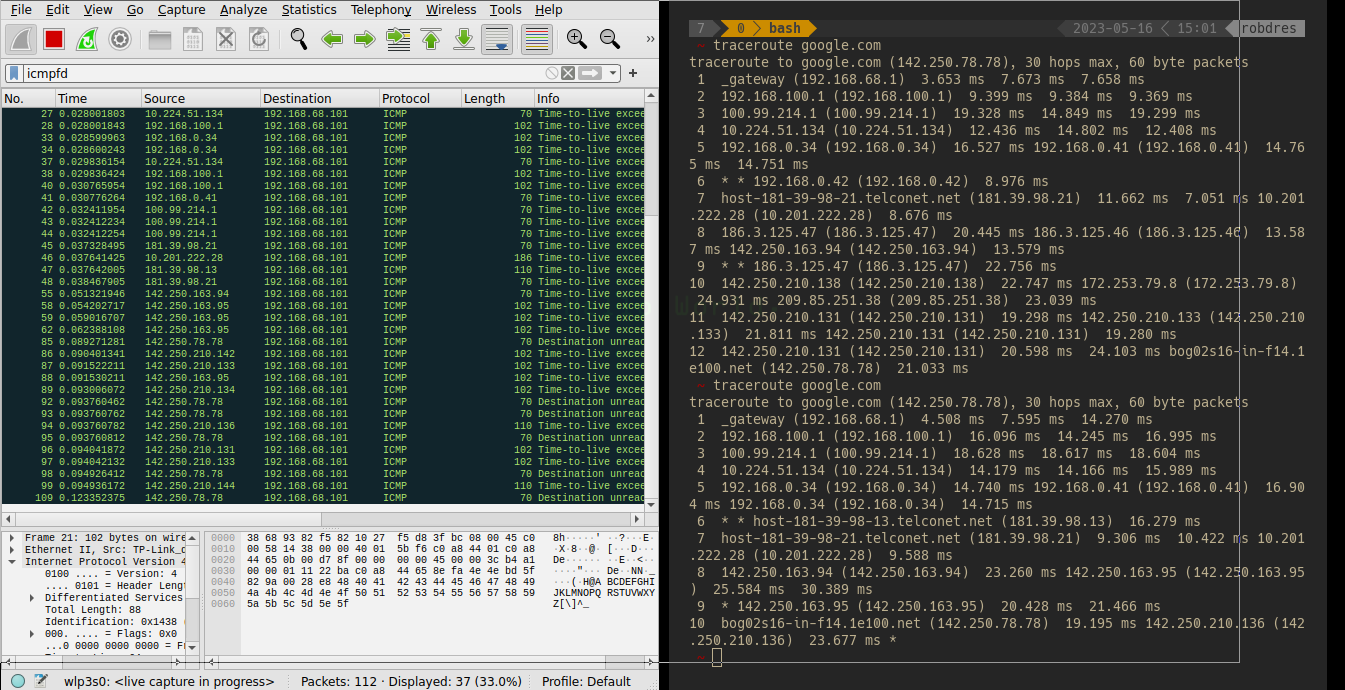 File Edit View Go Capture Analyze Statistics Telephony Wireless Tools Help
icmpfd
No. Time Source Destination Protocol Length Info
27 0.028001803 10.224.51.134 192.168.68.101 ICMP 70 Time-to-live excee
28 0.028001843 192.168.100.1 192.168.68.101 ICMP 102 Time-to-live excee
33 0.028599963 192.168.0.34 192.168.68.101 ICMP 102 Time-to-live excee
34 0.028600243 192.168.0.34 192.168.68.101 ICMP 102 Time-to-live excee
37 0.029836154 10.224.51.134 192.168.68.101 ICMP 70 Time-to-live excee
38 0.029836424 192.168.100.1 192.168.68.101 ICMP 102 Time-to-live excee
40 0.030765954 192.168.100.1 192.168.68.101 ICMP 102 Time-to-live excee
41 0.030776264 100.99.214.1 192.168.68.101 ICMP 70 Time-to-live excee
42 0.032411954 100.99.214.1 192.168.68.101 ICMP 70 Time-to-live excee
43 0.032412234 100.99.214.1 192.168.68.101 ICMP 70 Time-to-live excee
44 0.032412254 100.99.214.1 192.168.68.101 ICMP 70 Time-to-live excee
45 0.037328495 181.39.98.21 192.168.68.101 ICMP 70 Time-to-live excee
46 0.037641425 10.201.222.28 192.168.68.101 ICMP 186 Time-to-live excee
47 0.037642005 181.39.98.13 192.168.68.101 ICMP 110 Time-to-live excee
48 0.038467905 181.39.98.21 192.168.68.101 ICMP 70 Time-to-live excee
55 0.051321946 142.250.163.94 192.168.68.101 ICMP 70 Time-to-live excee
58 0.054202717 142.250.163.95 192.168.68.101 ICMP 102 Time-to-live excee
59 0.059016707 142.250.163.95 192.168.68.101 ICMP 102 Time-to-live excee
62 0.062388108 142.250.163.95 192.168.68.101 ICMP 102 Time-to-live excee
85 0.089271281 142.250.78.78 192.168.68.101 ICMP 70 Destination unreac
86 0.090401341 142.250.210.142 192.168.68.101 ICMP 102 Time-to-live excee
87 0.091522211 142.250.210.133 192.168.68.101 ICMP 102 Time-to-live excee
88 0.091530211 142.250.163.95 192.168.68.101 ICMP 102 Time-to-live excee
89 0.093006072 142.250.210.134 192.168.68.101 ICMP 102 Time-to-live excee
92 0.093760462 142.250.78.78 192.168.68.101 ICMP 70 Destination unreac
93 0.093760762 142.250.78.78 192.168.68.101 ICMP 70 Destination unreac
94 0.093760782 142.250.210.136 192.168.68.101 ICMP 110 Time-to-live excee
95 0.093760812 142.250.78.78 192.168.68.101 ICMP 70 Destination unreac
96 0.094041872 142.250.210.131 192.168.68.101 ICMP 102 Time-to-live excee
97 0.094042132 142.250.210.133 192.168.68.101 ICMP 102 Time-to-live excee
98 0.094926412 142.250.78.78 192.168.68.101 ICMP 70 Destination unreac
99 0.094936172 142.250.210.144 192.168.68.101 ICMP 110 Time-to-live excee
109 0.123352375 142.250.78.78 192.168.68.101 ICMP 70 Destination unreac
Frame 21: 102 bytes on wire
Ethernet II, Src: TP-Link_c
Internet Protocol Version 4
0100 .... = Version: 4
.... 0101 = Header Lengt
Differentiated Services
Total Length: 88
Identification: 0x1438
000. .... = Flags: 0x0
...0 0000 0000 0000 = Fr
0000 38 68 93 82 f5 82 10 27 f5 d8 3f bc 08 00 45 c0 8h·····' ··?···E·
0010 00 58 14 38 00 00 40 01 5b f6 c0 a8 44 01 c0 a8 ·X·8··@· [···D···
0020 44 65 0b 00 d7 8f 00 00 00 00 45 00 00 3c b4 a1 De······ ··E··<··
0030 00 00 01 11 22 ba c0 a8 44 65 8e fa 4e 4e bd 5f ····"··· De··NN·_
0040 82 9a 00 28 e8 48 40 41 42 43 44 45 46 47 48 49 ···(·H@A BCDEFGHI
0050 4a 4b 4c 4d 4e 4f 50 51 52 53 54 55 56 57 58 59 JKLMNOPQ RSTUVWXY
0060 5a 5b 5c 5d 5e 5f Z[\]^_
wlp3s0: <live capture in progress> Packets: 112 · Displayed: 37 (33.0%) Profile: Default
7 0 bash 2023-05-16 15:01 robdres
~ traceroute google.com
traceroute to google.com (142.250.78.78), 30 hops max, 60 byte packets
1 _gateway (192.168.68.1) 3.653 ms 7.673 ms 7.658 ms
2 192.168.100.1 (192.168.100.1) 9.399 ms 9.384 ms 9.369 ms
3 100.99.214.1 (100.99.214.1) 19.328 ms 14.849 ms 19.299 ms
4 10.224.51.134 (10.224.51.134) 12.436 ms 14.802 ms 12.408 ms
5 192.168.0.34 (192.168.0.34) 16.527 ms 192.168.0.41 (192.168.0.41) 14.76
5 ms 14.751 ms
6 * * 192.168.0.42 (192.168.0.42) 8.976 ms
7 host-181-39-98-21.telconet.net (181.39.98.21) 11.662 ms 7.051 ms 10.201
.222.28 (10.201.222.28) 8.676 ms
8 186.3.125.47 (186.3.125.47) 20.445 ms 186.3.125.46 (186.3.125.46) 13.58
7 ms 142.250.163.94 (142.250.163.94) 13.579 ms
9 * * 186.3.125.47 (186.3.125.47) 22.756 ms
10 142.250.210.138 (142.250.210.138) 22.747 ms 172.253.79.8 (172.253.79.8)
24.931 ms 209.85.251.38 (209.85.251.38) 23.039 ms
11 142.250.210.131 (142.250.210.131) 19.298 ms 142.250.210.133 (142.250.210
.133) 21.811 ms 142.250.210.131 (142.250.210.131) 19.280 ms
12 142.250.210.131 (142.250.210.131) 20.598 ms 24.103 ms bog02s16-in-f14.1
e100.net (142.250.78.78) 21.033 ms
~ traceroute google.com
traceroute to google.com (142.250.78.78), 30 hops max, 60 byte packets
1 _gateway (192.168.68.1) 4.508 ms 7.595 ms 14.270 ms
2 192.168.100.1 (192.168.100.1) 16.096 ms 14.245 ms 16.995 ms
3 100.99.214.1 (100.99.214.1) 18.628 ms 18.617 ms 18.604 ms
4 10.224.51.134 (10.224.51.134) 14.179 ms 14.166 ms 15.989 ms
5 192.168.0.34 (192.168.0.34) 14.740 ms 192.168.0.41 (192.168.0.41) 16.90
4 ms 192.168.0.34 (192.168.0.34) 14.715 ms
6 * * host-181-39-98-13.telconet.net (181.39.98.13) 16.279 ms
7 host-181-39-98-21.telconet.net (181.39.98.21) 9.306 ms 10.422 ms 10.201
.222.28 (10.201.222.28) 9.588 ms
8 142.250.163.94 (142.250.163.94) 23.260 ms 142.250.163.95 (142.250.163.95
) 25.584 ms 30.389 ms
9 * 142.250.163.95 (142.250.163.95) 20.428 ms 21.466 ms
10 bog02s16-in-f14.1e100.net (142.250.78.78) 19.195 ms 142.250.210.136 (142
.250.210.136) 23.677 ms *
~